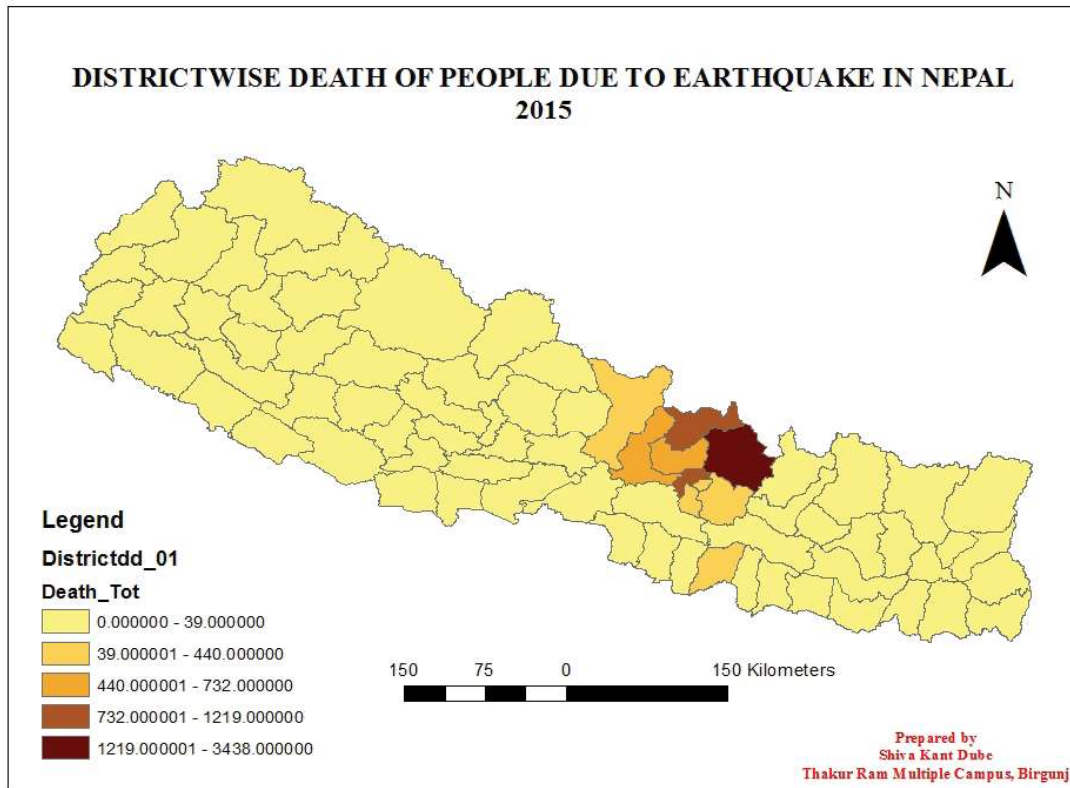 DISTRICTWISE DEATH OF PEOPLE DUE TO EARTHQUAKE IN NEPAL
2015
N
Legend
Districtdd_01
Death_Tot
0.000000 - 39.000000
39.000001 - 440.000000
440.000001 - 732.000000
732.000001 - 1219.000000
1219.000001 - 3438.000000
150 75 0 150 Kilometers
Prepared by
Shiva Kant Dube
Thakur Ram Multiple Campus, Birgunj